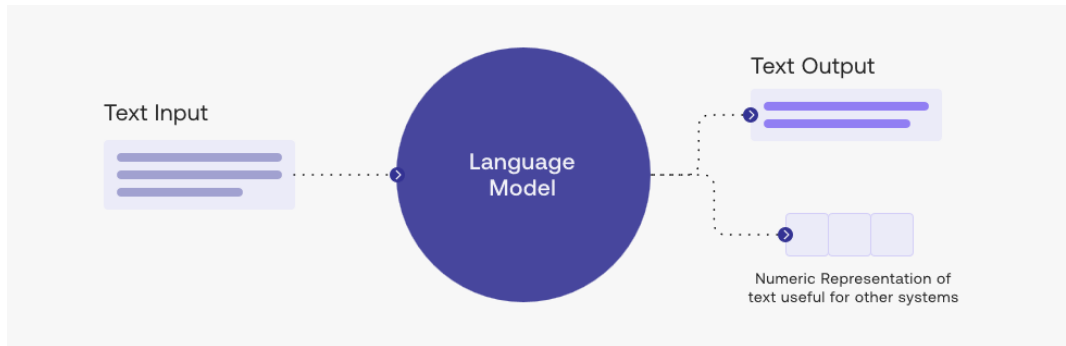 Text Input
Language
Model
Text Output
Numeric Representation of
text useful for other systems